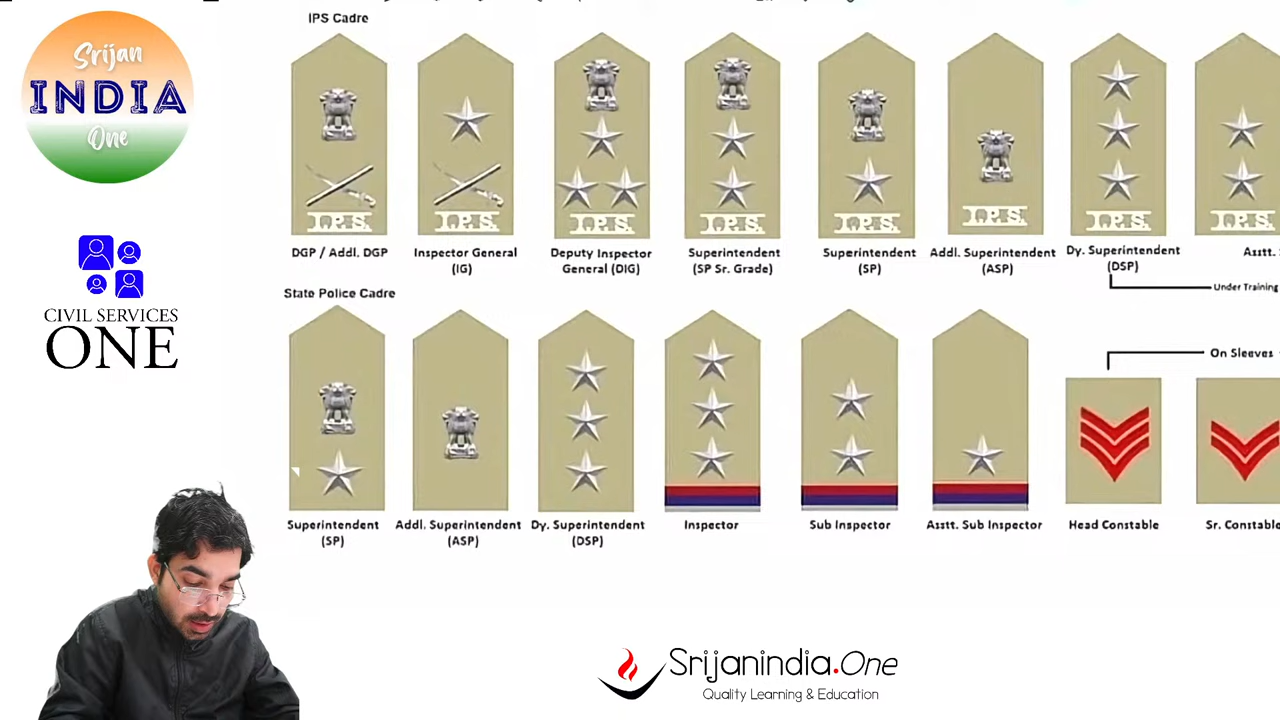 Srijan
INDIA
One
CIVIL SERVICES
ONE
IPS Cadre
I.P.S. I.P.S. I.P.S. I.P.S. I.P.S. I.P.S. I.P.S. I.P.S.
DGP / Addl. DGP
Inspector General
(IG)
Deputy Inspector
General (DIG)
Superintendent
(SP Sr. Grade)
Superintendent
(SP)
Addl. Superintendent
(ASP)
Dy. Superintendent
(DSP)
Asztt.
Under Training
State Police Cadre
On Sleeves
Superintendent
(SP)
Addl. Superintendent
(ASP)
Dy. Superintendent
(DSP)
Inspector
Sub Inspector
Asztt. Sub Inspector
Head Constable
Sr. Constable
Srijanindia.One
Quality Learning & Education